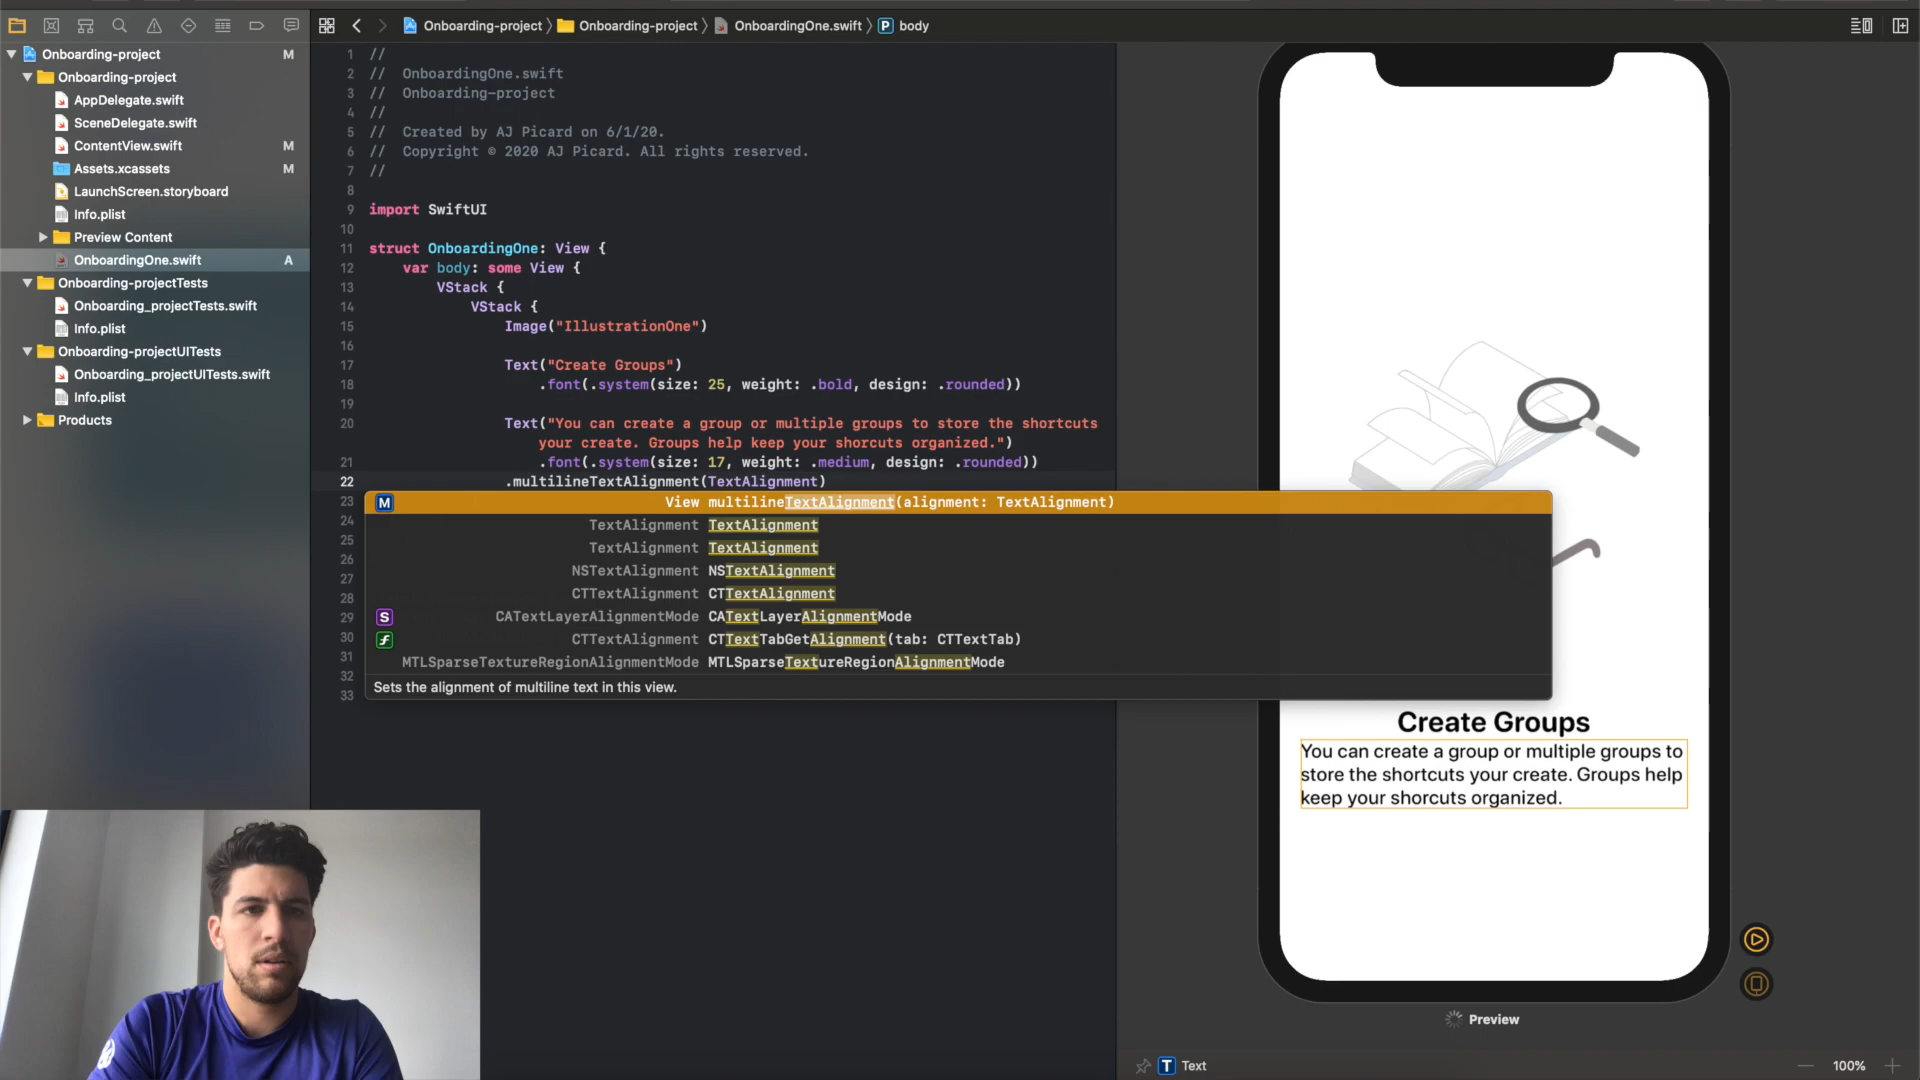 Onboarding-project
Onboarding-project
OnboardingOne.swift
P
body
Onboarding-project M
Onboarding-project
AppDelegate.swift
SceneDelegate.swift
ContentView.swift M
Assets.xcassets M
LaunchScreen.storyboard
Info.plist
Preview Content
OnboardingOne.swift A
Onboarding-projectTests
Onboarding_projectTests.swift
Info.plist
Onboarding-projectUITests
Onboarding_projectUITests.swift
Info.plist
Products
1 //
2 // OnboardingOne.swift
3 // Onboarding-project
4 //
5 // Created by AJ Picard on 6/1/20.
6 // Copyright © 2020 AJ Picard. All rights reserved.
7 //
8
9 import SwiftUI
10
11 struct OnboardingOne: View {
12 var body: some View {
13 VStack {
14 VStack {
15 Image("IllustrationOne")
16
17 Text("Create Groups")
18 .font(.system(size: 25, weight: .bold, design: .rounded))
19
20 Text("You can create a group or multiple groups to store the shortcuts
your create. Groups help keep your shorcuts organized.")
21 .font(.system(size: 17, weight: .medium, design: .rounded))
22 .multilineTextAlignment(TextAlignment)
23
24
25
26
27
28
29
30
31
32
33
M View multilineTextAlignment(alignment: TextAlignment)
TextAlignment TextAlignment
TextAlignment TextAlignment
NSTextAlignment NSTextAlignment
CTTextAlignment CTTextAlignment
S CATextLayerAlignmentMode CATextLayerAlignmentMode
f CTTextAlignment CTTextTabGetAlignment(tab: CTTextTab)
MTLSparseTextureRegionAlignmentMode MTLSparseTextureRegionAlignmentMode
Sets the alignment of multiline text in this view.
Create Groups
You can create a group or multiple groups to
store the shortcuts your create. Groups help
keep your shorcuts organized.
Preview
T Text
100%